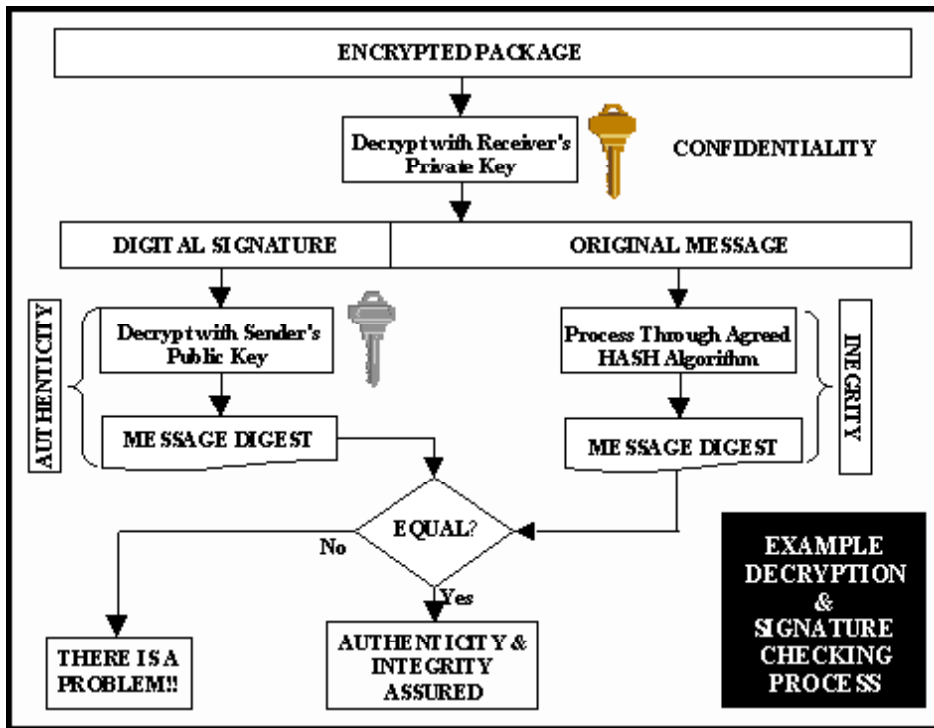 ENCRYPTED PACKAGE
Decrypt with Receiver's
Private Key
CONFIDENTIALITY
DIGITAL SIGNATURE
ORIGINAL MESSAGE
AUTHENTICITY
Decrypt with Sender's
Public Key
Process Through Agreed
HASH Algorithm
INEGRITY
MESSAGE DIGEST
MESSAGE DIGEST
EQUAL?
No
Yes
THERE IS A
PROBLEM!!
AUTHENTICITY &
INTEGRITY
ASSURED
EXAMPLE
DECRYPTION
&
SIGNATURE
CHECKING
PROCESS